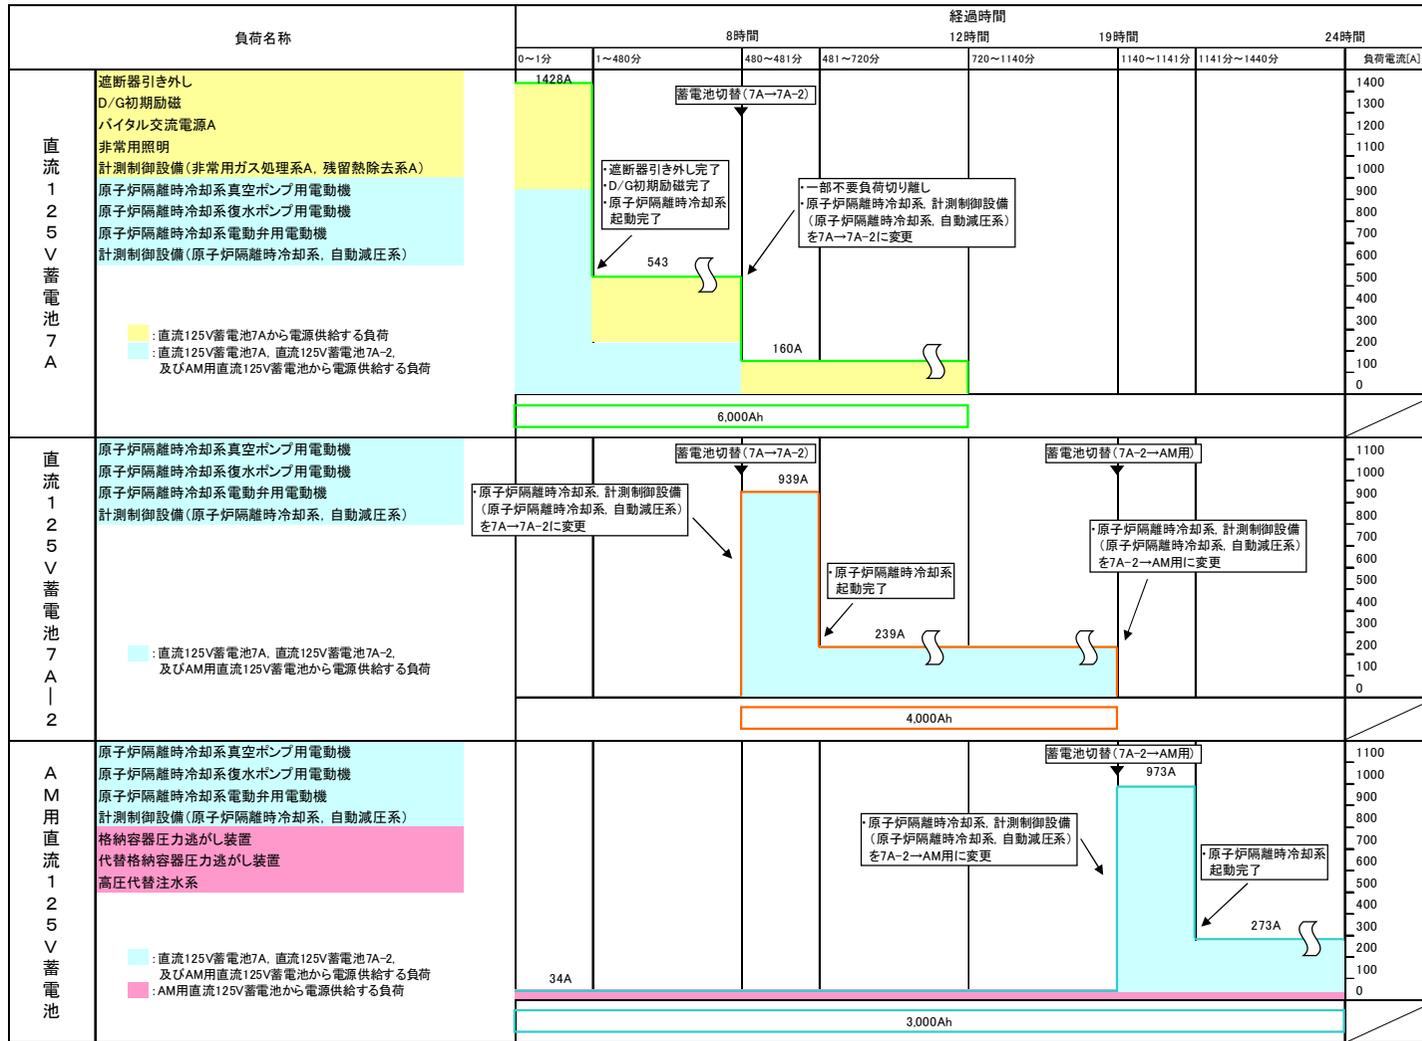 負荷名称
経過時間
8時間
12時間
19時間
24時間
0～1分
1～480分
480～481分
481～720分
720～1140分
1140～1141分
1141分～1440分
負荷電流[A]
直流125V蓄電池7A
遮断器引き外し
D/G初期励磁
バイタル交流電源A
非常用照明
計測制御設備(非常用ガス処理系A, 残留熱除去系A)
原子炉隔離時冷却系真空ポンプ用電動機
原子炉隔離時冷却系復水ポンプ用電動機
原子炉隔離時冷却系電動弁用電動機
計測制御設備(原子炉隔離時冷却系, 自動減圧系)
:直流125V蓄電池7Aから電源供給する負荷
:直流125V蓄電池7A, 直流125V蓄電池7A-2,
及びAM用直流125V蓄電池から電源供給する負荷
1428A
蓄電池切替(7A→7A-2)
・遮断器引き外し完了
・D/G初期励磁完了
・原子炉隔離時冷却系
起動完了
・一部不要負荷切り離し
・原子炉隔離時冷却系, 計測制御設備
(原子炉隔離時冷却系, 自動減圧系)
を7A→7A-2に変更
543
160A
6,000Ah
1400
1300
1200
1100
1000
900
800
700
600
500
400
300
200
100
0
直流125V蓄電池7A―2
原子炉隔離時冷却系真空ポンプ用電動機
原子炉隔離時冷却系復水ポンプ用電動機
原子炉隔離時冷却系電動弁用電動機
計測制御設備(原子炉隔離時冷却系, 自動減圧系)
:直流125V蓄電池7A, 直流125V蓄電池7A-2,
及びAM用直流125V蓄電池から電源供給する負荷
蓄電池切替(7A→7A-2)
蓄電池切替(7A-2→AM用)
939A
・原子炉隔離時冷却系, 計測制御設備
(原子炉隔離時冷却系, 自動減圧系)
を7A→7A-2に変更
・原子炉隔離時冷却系
起動完了
・原子炉隔離時冷却系, 計測制御設備
(原子炉隔離時冷却系, 自動減圧系)
を7A-2→AM用に変更
239A
4,000Ah
1100
1000
900
800
700
600
500
400
300
200
100
0
AM用直流125V蓄電池
原子炉隔離時冷却系真空ポンプ用電動機
原子炉隔離時冷却系復水ポンプ用電動機
原子炉隔離時冷却系電動弁用電動機
計測制御設備(原子炉隔離時冷却系, 自動減圧系)
格納容器圧力逃がし装置
代替格納容器圧力逃がし装置
高圧代替注水系
:直流125V蓄電池7A, 直流125V蓄電池7A-2,
及びAM用直流125V蓄電池から電源供給する負荷
:AM用直流125V蓄電池から電源供給する負荷
蓄電池切替(7A-2→AM用)
973A
・原子炉隔離時冷却系, 計測制御設備
(原子炉隔離時冷却系, 自動減圧系)
を7A-2→AM用に変更
・原子炉隔離時冷却系
起動完了
273A
34A
3,000Ah
1100
1000
900
800
700
600
500
400
300
200
100
0